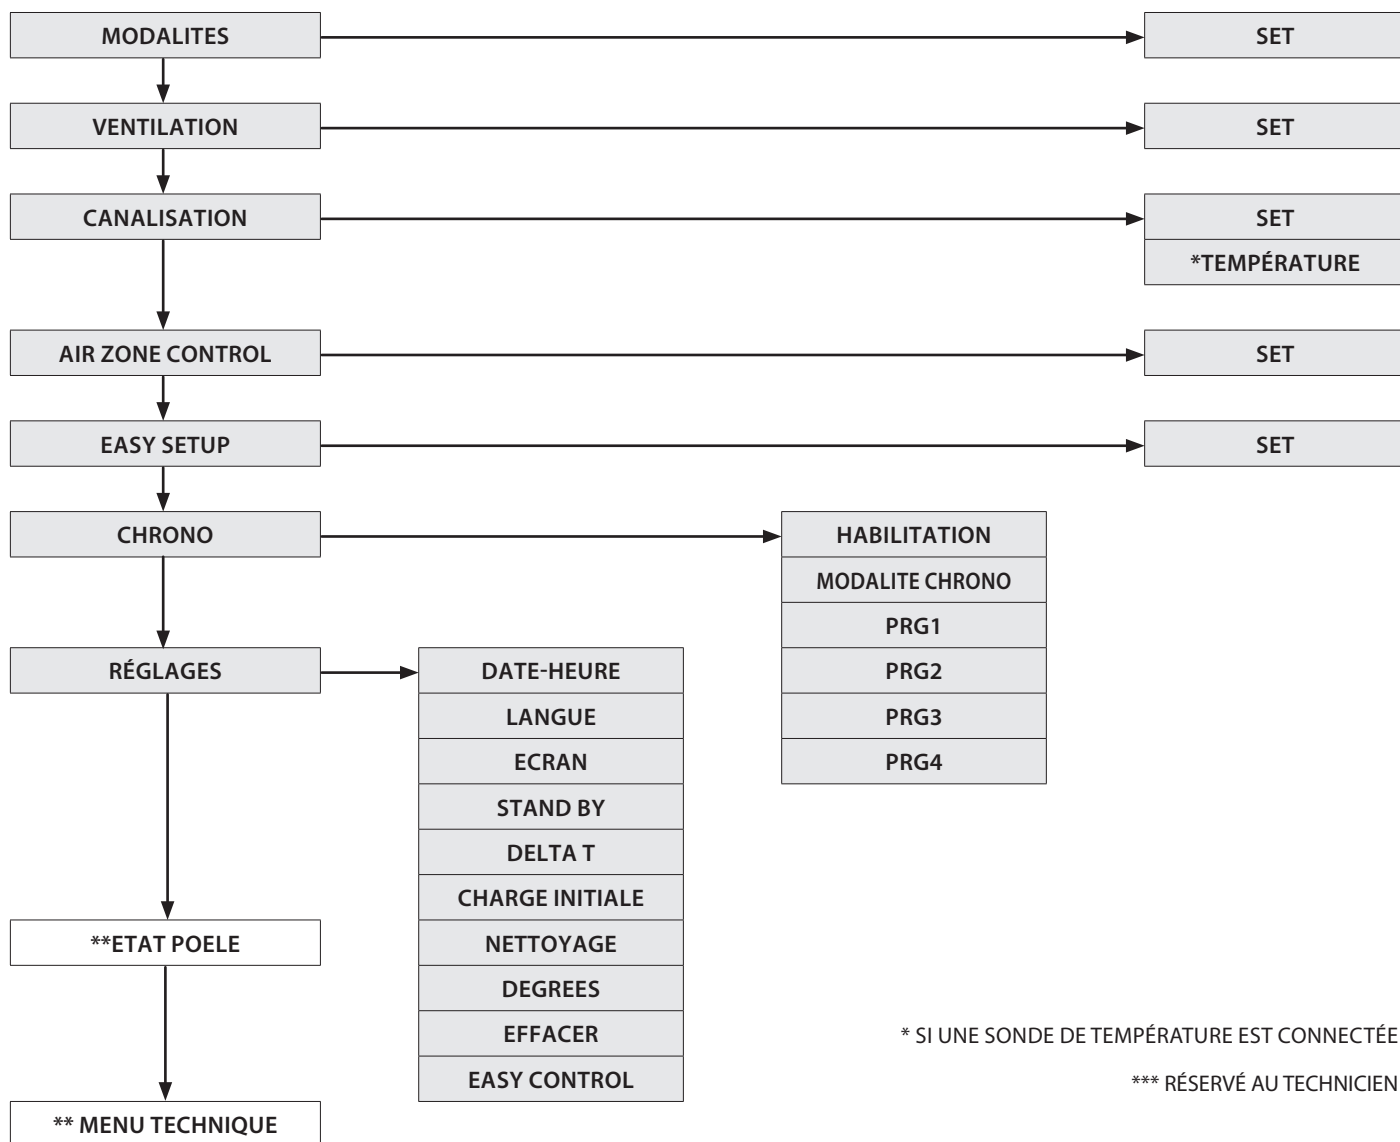 MODALITES
SET
VENTILATION
SET
CANALISATION
SET
*TEMPÉRATURE
AIR ZONE CONTROL
SET
EASY SETUP
SET
CHRONO
HABILITATION
MODALITE CHRONO
PRG1
PRG2
PRG3
PRG4
RÉGLAGES
DATE-HEURE
LANGUE
ECRAN
STAND BY
DELTA T
CHARGE INITIALE
NETTOYAGE
DEGREES
EFFACER
EASY CONTROL
**ETAT POELE
** MENU TECHNIQUE
* SI UNE SONDE DE TEMPÉRATURE EST CONNECTÉE
*** RÉSERVÉ AU TECHNICIEN